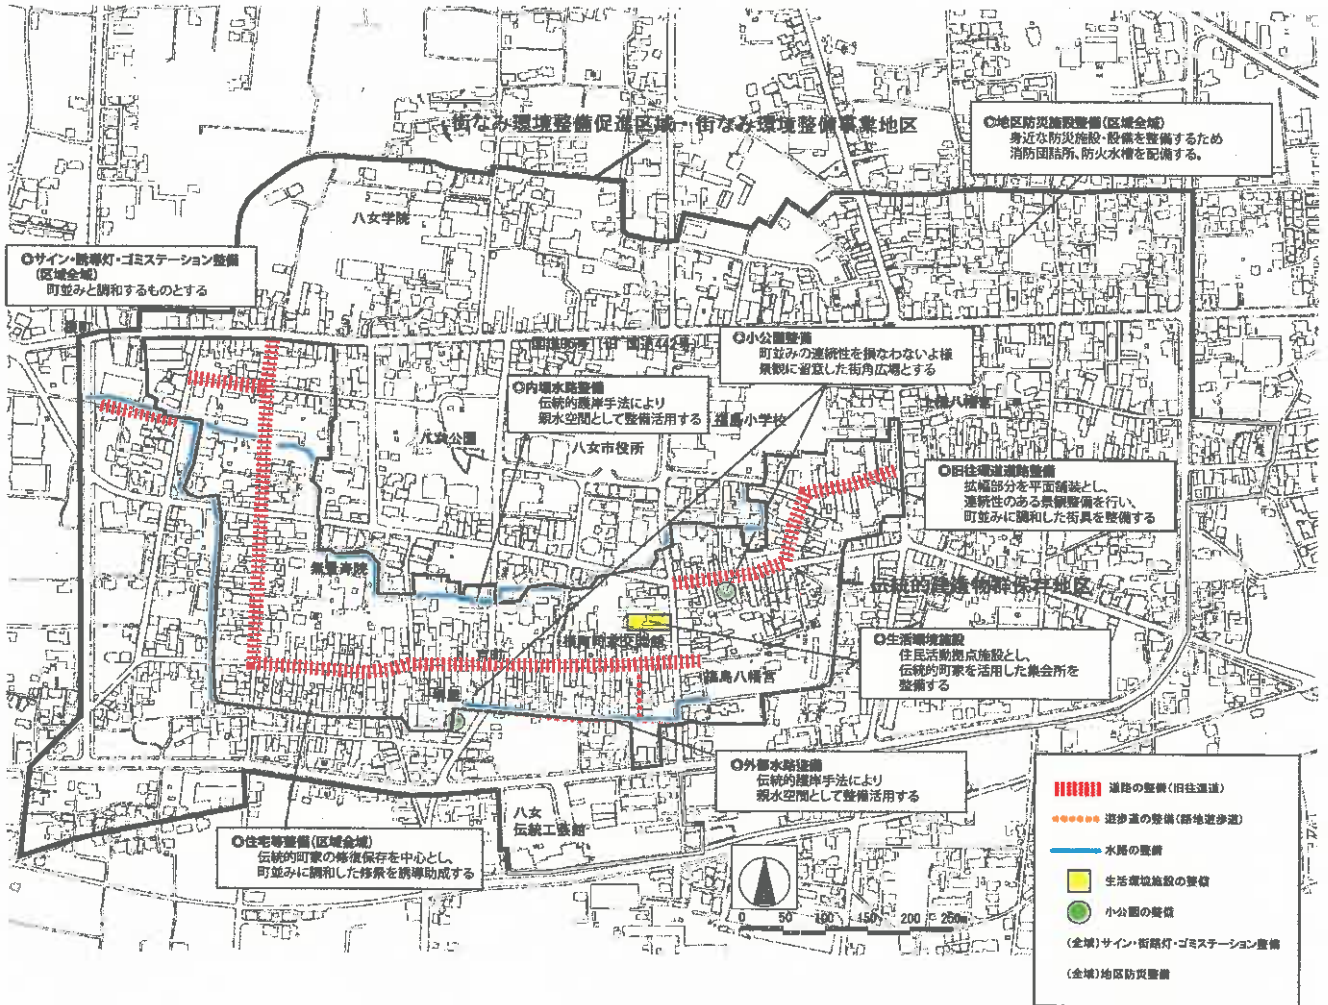 街なみ環境整備促進区域・街なみ環境整備事業地区
◎地区防災施設整備(区域全域)
身近な防災施設・設備を整備するため
消防団詰所、防火水槽を配備する。
八女学院
◎サイン・誘導灯・ゴミステーション整備
(区域全域)
町並みと調和するものとする
◎小公園整備
町並みの連続性を損なわないよ様
景観に留意した街角広場とする
◎内堀水路整備
伝統的護岸手法により
親水空間として整備活用する
福島小学校
八女公園
八女市役所
◎旧往還道道路整備
拡幅部分を平面舗装とし、
連続性のある景観整備を行い、
町並みに調和した街具を整備する
無量寿院
伝統的建造物群保存地区
横町町家交流館
◎生活環境施設
住民活動拠点施設とし、
伝統的町家を活用した集会所を
整備する
福島八幡宮
◎外部水路整備
伝統的護岸手法により
親水空間として整備活用する
八女
伝統工芸館
◎住宅等整備(区域全域)
伝統的町家の修復保存を中心とし、
町並みに調和した修景を誘導助成する
0 50 100 150 200 250m
道路の整備(旧往還道)
遊歩道の整備(路地遊歩道)
水路の整備
生活環境施設の整備
小公園の整備
(全域)サイン・街路灯・ゴミステーション整備
(全域)地区防災整備